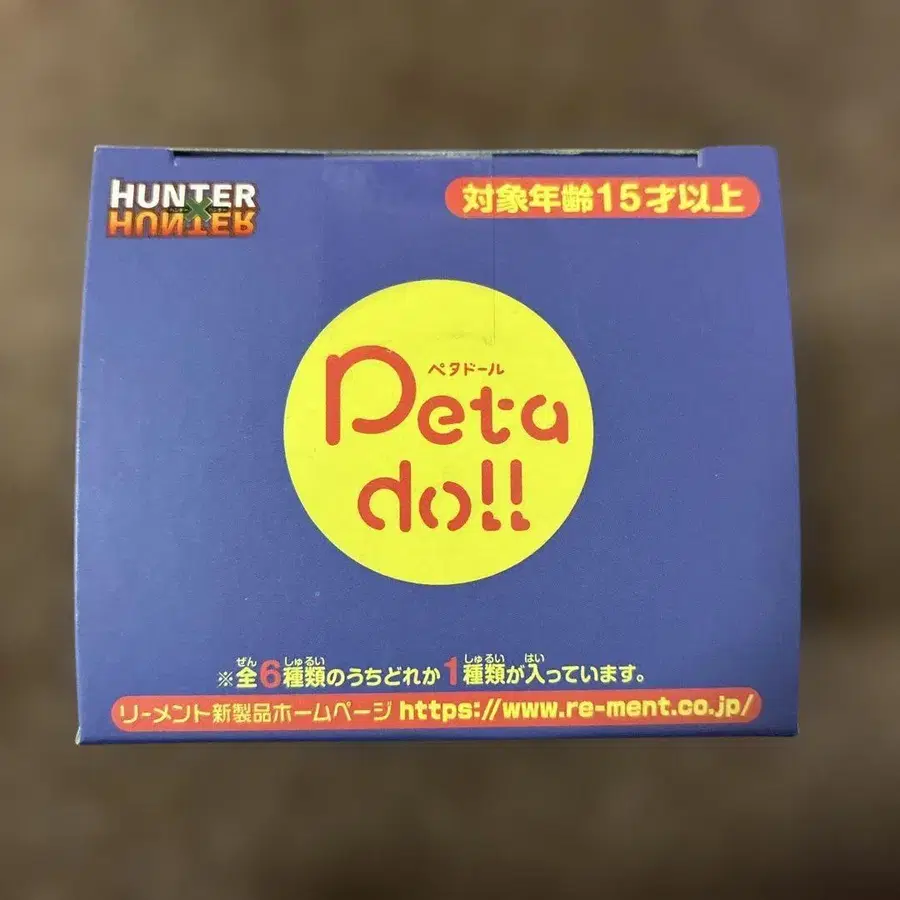 HUNTER
HUNTER
対象年齢15才以上
ペタドール
Peta
do!!
ぜん しゅるい しゅるい はい
※全6種類のうちどれか1種類が入っています。
リーメント新製品ホームページ https://www.re-ment.co.jp/